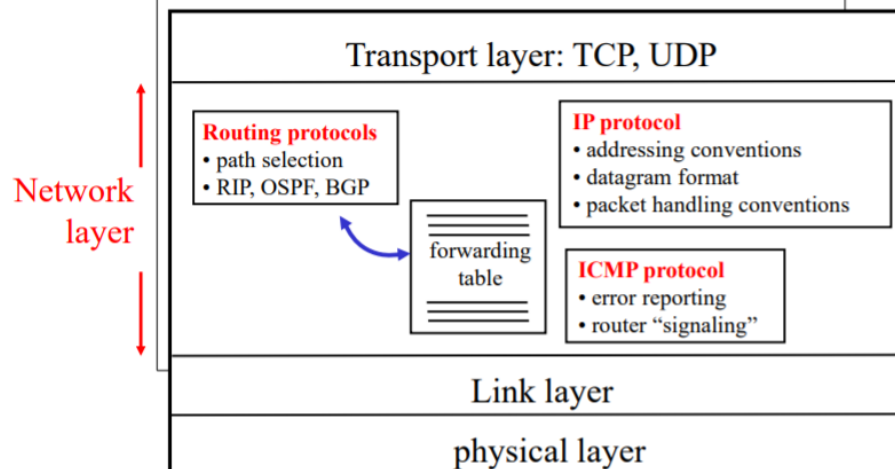 Transport layer: TCP, UDP
Network
layer
Routing protocols
• path selection
• RIP, OSPF, BGP
forwarding
table
IP protocol
• addressing conventions
• datagram format
• packet handling conventions
ICMP protocol
• error reporting
• router “signaling”
Link layer
physical layer